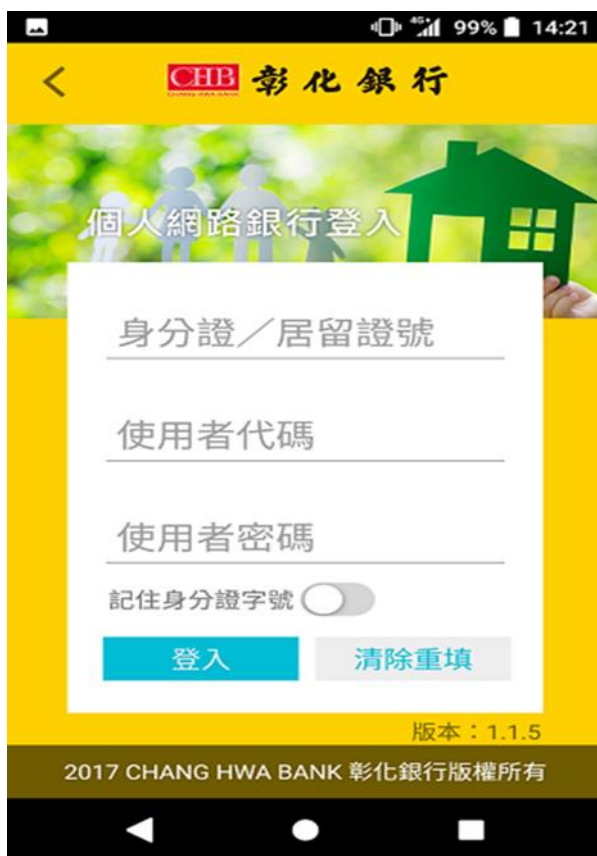 99% 14:21
CHB 彰化銀行
CHANG HWA BANK
個人網路銀行登入
身分證／居留證號
使用者代碼
使用者密碼
記住身分證字號
登入 清除重填
版本：1.1.5
2017 CHANG HWA BANK 彰化銀行版權所有